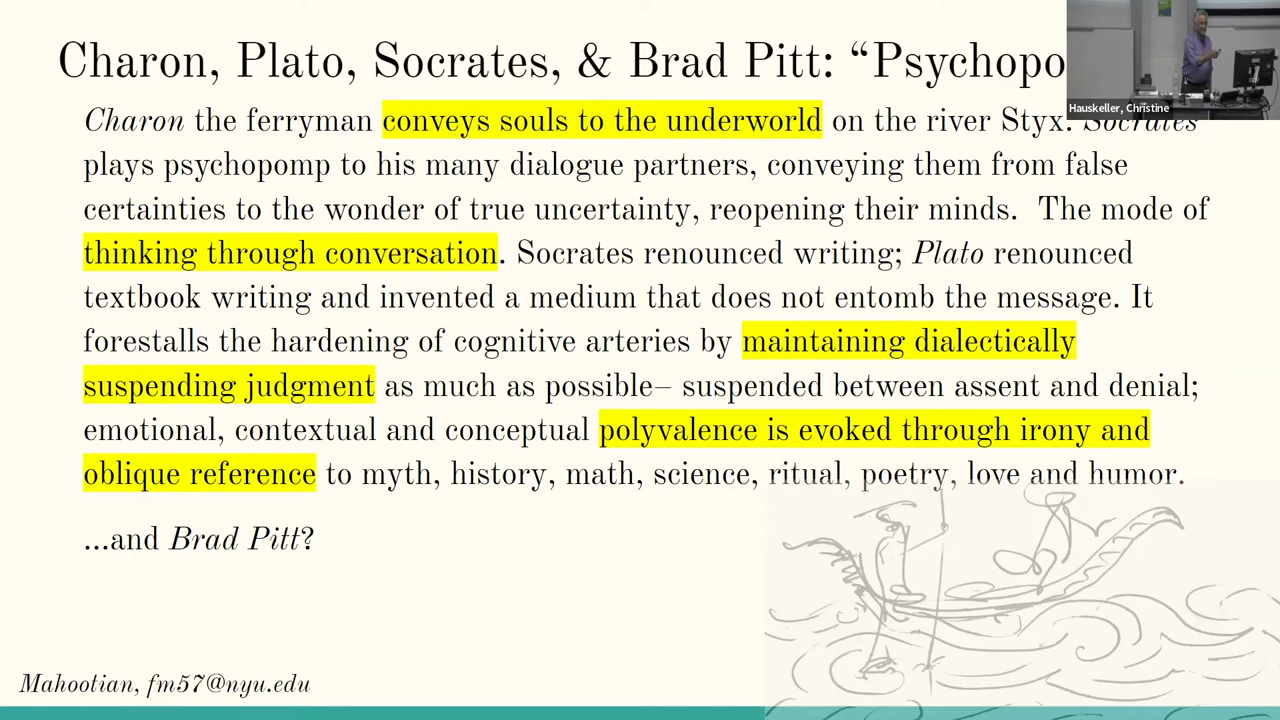 Charon, Plato, Socrates, & Brad Pitt: “Psychopo
Hauskeller, Christine
Charon the ferryman conveys souls to the underworld on the river Styx. Socrates
plays psychopomp to his many dialogue partners, conveying them from false
certainties to the wonder of true uncertainty, reopening their minds.  The mode of
thinking through conversation. Socrates renounced writing; Plato renounced
textbook writing and invented a medium that does not entomb the message. It
forestalls the hardening of cognitive arteries by maintaining dialectically
suspending judgment as much as possible– suspended between assent and denial;
emotional, contextual and conceptual polyvalence is evoked through irony and
oblique reference to myth, history, math, science, ritual, poetry, love and humor.
...and Brad Pitt?
Mahootian, fm57@nyu.edu